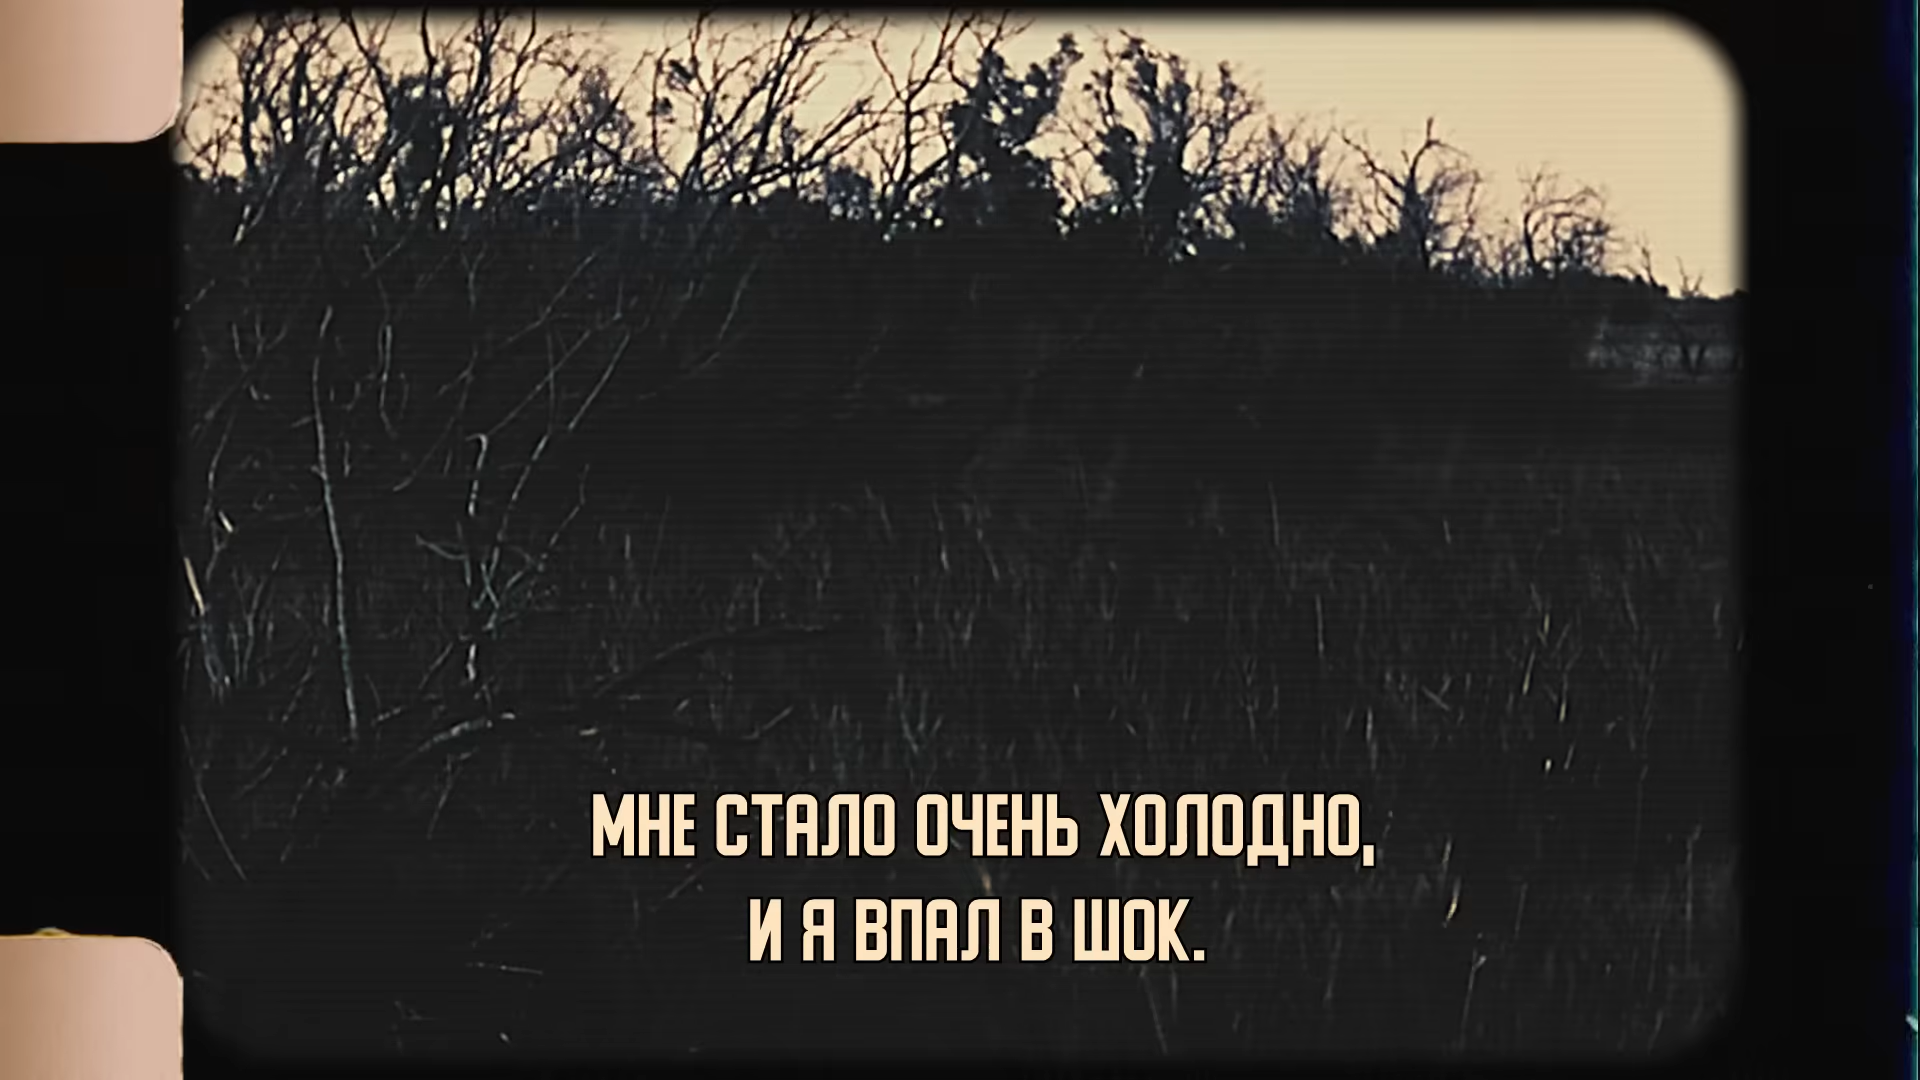 МНЕ СТАЛО ОЧЕНЬ ХОЛОДНО,
И Я ВПАЛ В ШОК.